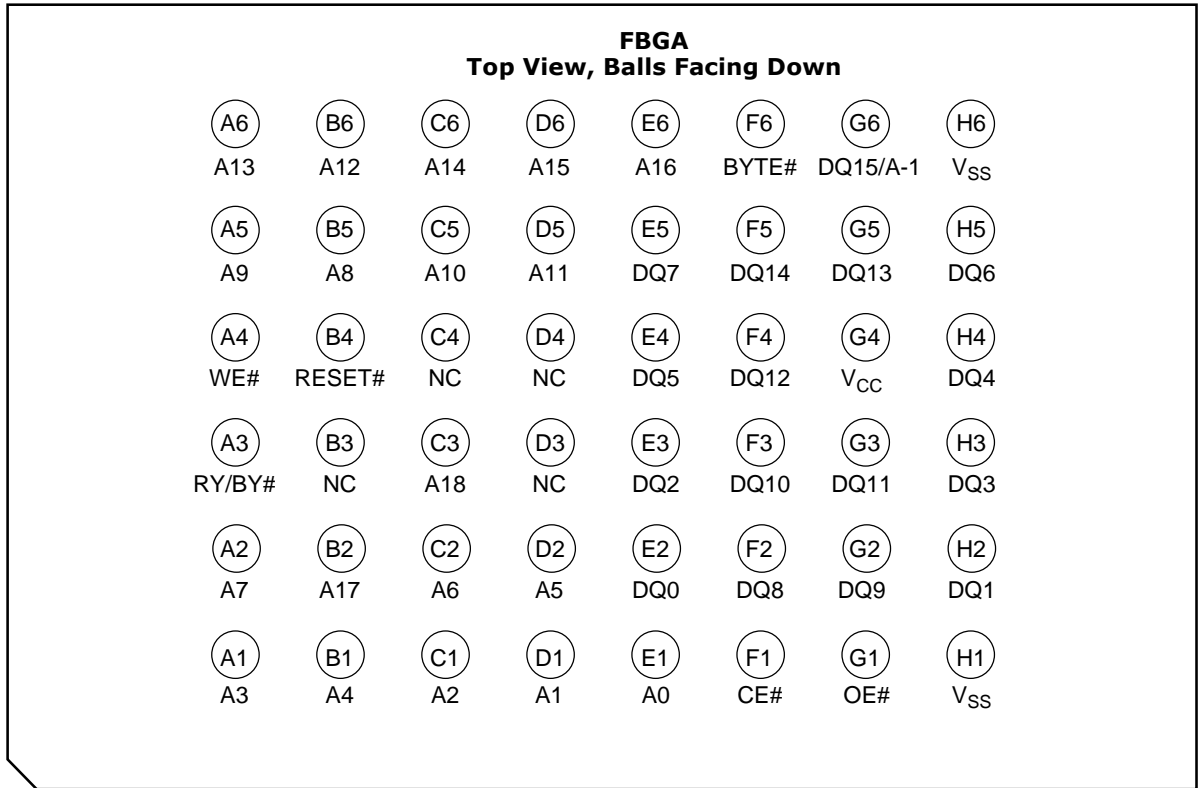 FBGA
Top View, Balls Facing Down
A6 B6 C6 D6 E6 F6 G6 H6
A13 A12 A14 A15 A16 BYTE# DQ15/A-1 VSS
A5 B5 C5 D5 E5 F5 G5 H5
A9 A8 A10 A11 DQ7 DQ14 DQ13 DQ6
A4 B4 C4 D4 E4 F4 G4 H4
WE# RESET# NC NC DQ5 DQ12 VCC DQ4
A3 B3 C3 D3 E3 F3 G3 H3
RY/BY# NC A18 NC DQ2 DQ10 DQ11 DQ3
A2 B2 C2 D2 E2 F2 G2 H2
A7 A17 A6 A5 DQ0 DQ8 DQ9 DQ1
A1 B1 C1 D1 E1 F1 G1 H1
A3 A4 A2 A1 A0 CE# OE# VSS